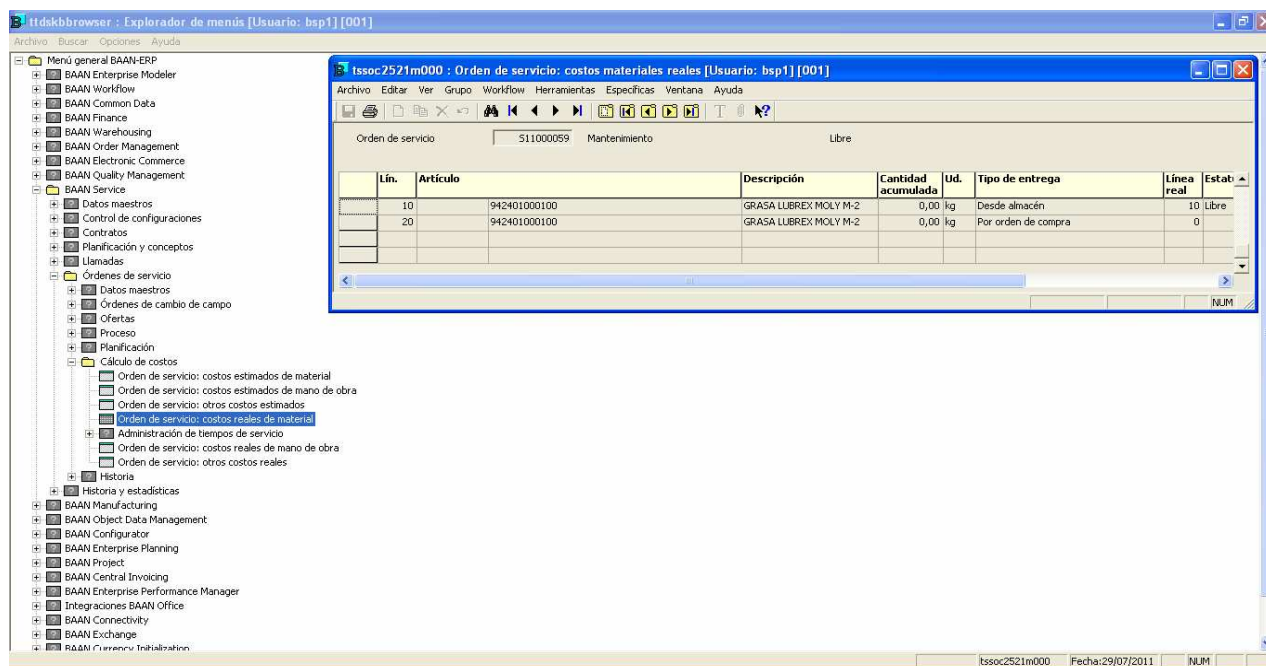 ttdskbbrowser : Explorador de menús [Usuario: bsp1] [001]
Archivo Buscar Opciones Ayuda
Menú general BAAN-ERP
BAAN Enterprise Modeler
BAAN Workflow
BAAN Common Data
BAAN Finance
BAAN Warehousing
BAAN Order Management
BAAN Electronic Commerce
BAAN Quality Management
BAAN Service
Datos maestros
Control de configuraciones
Contratos
Planificación y conceptos
Llamadas
Órdenes de servicio
Datos maestros
Órdenes de cambio de campo
Ofertas
Proceso
Planificación
Cálculo de costos
Orden de servicio: costos estimados de material
Orden de servicio: costos estimados de mano de obra
Orden de servicio: otros costos estimados
Orden de servicio: costos reales de material
Administración de tiempos de servicio
Orden de servicio: costos reales de mano de obra
Orden de servicio: otros costos reales
Historia
Historia y estadísticas
BAAN Manufacturing
BAAN Object Data Management
BAAN Configurator
BAAN Enterprise Planning
BAAN Project
BAAN Central Invoicing
BAAN Enterprise Performance Manager
Integraciones BAAN Office
BAAN Connectivity
BAAN Exchange
BAAN Currency Initialization
tssoc2521m000 : Orden de servicio: costos materiales reales [Usuario: bsp1] [001]
Archivo Editar Ver Grupo Workflow Herramientas Específicas Ventana Ayuda
Orden de servicio 511000059 Mantenimiento Libre
Lín. Artículo Descripción Cantidad acumulada Ud. Tipo de entrega Línea real Estatu
10 942401000100 GRASA LUBREX MOLY M-2 0,00 kg Desde almacén 10 Libre
20 942401000100 GRASA LUBREX MOLY M-2 0,00 kg Por orden de compra 0
NUM
tssoc2521m000 Fecha:29/07/2011 NUM